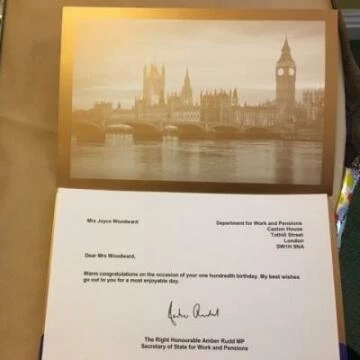 Mrs Joyce Woodward
Department for Work and Pensions
Caxton House
Tothill Street
London
SW1H 9NA
Dear Mrs Woodward,
Warm congratulations on the occasion of your one hundredth birthday. My best wishes
go out to you for a most enjoyable day.
Amber Rudd
The Right Honourable Amber Rudd MP
Secretary of State for Work and Pensions